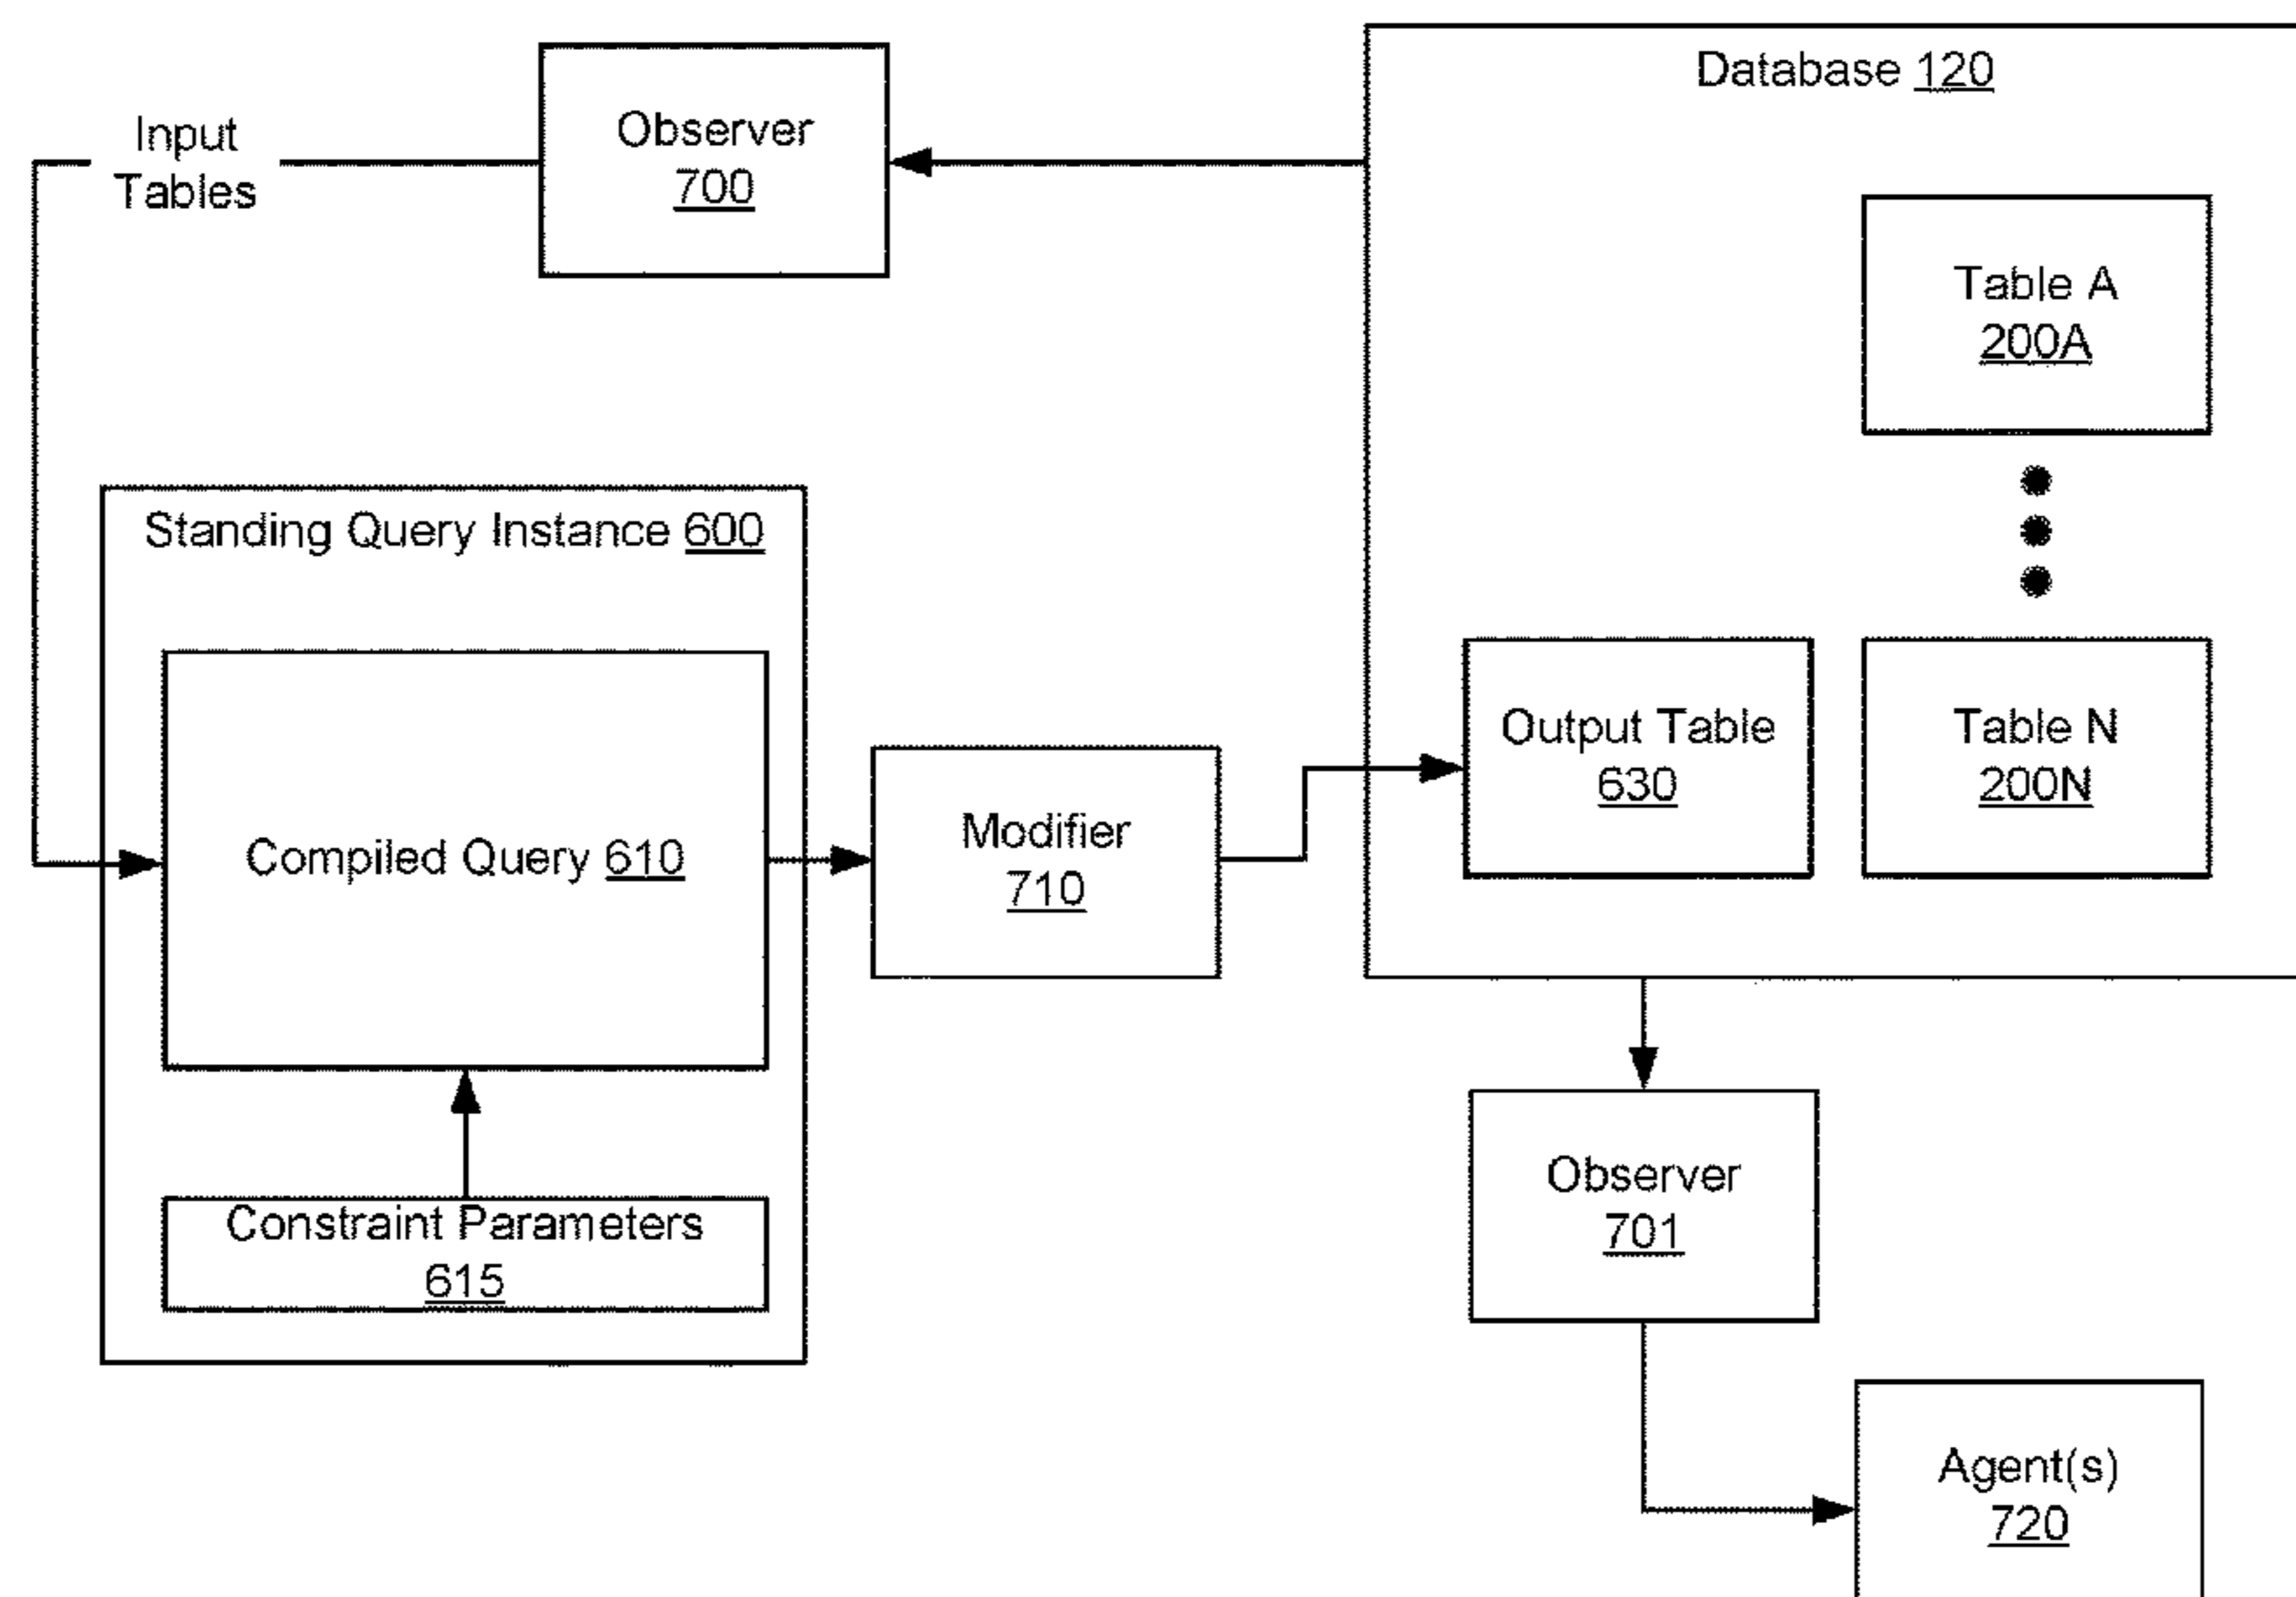 Database 120
Observer
700
Input
Tables
Table A
200A
Standing Query Instance 600
Compiled Query 610
Constraint Parameters
615
Modifier
710
Output Table
630
Table N
200N
Observer
701
Agent(s)
720